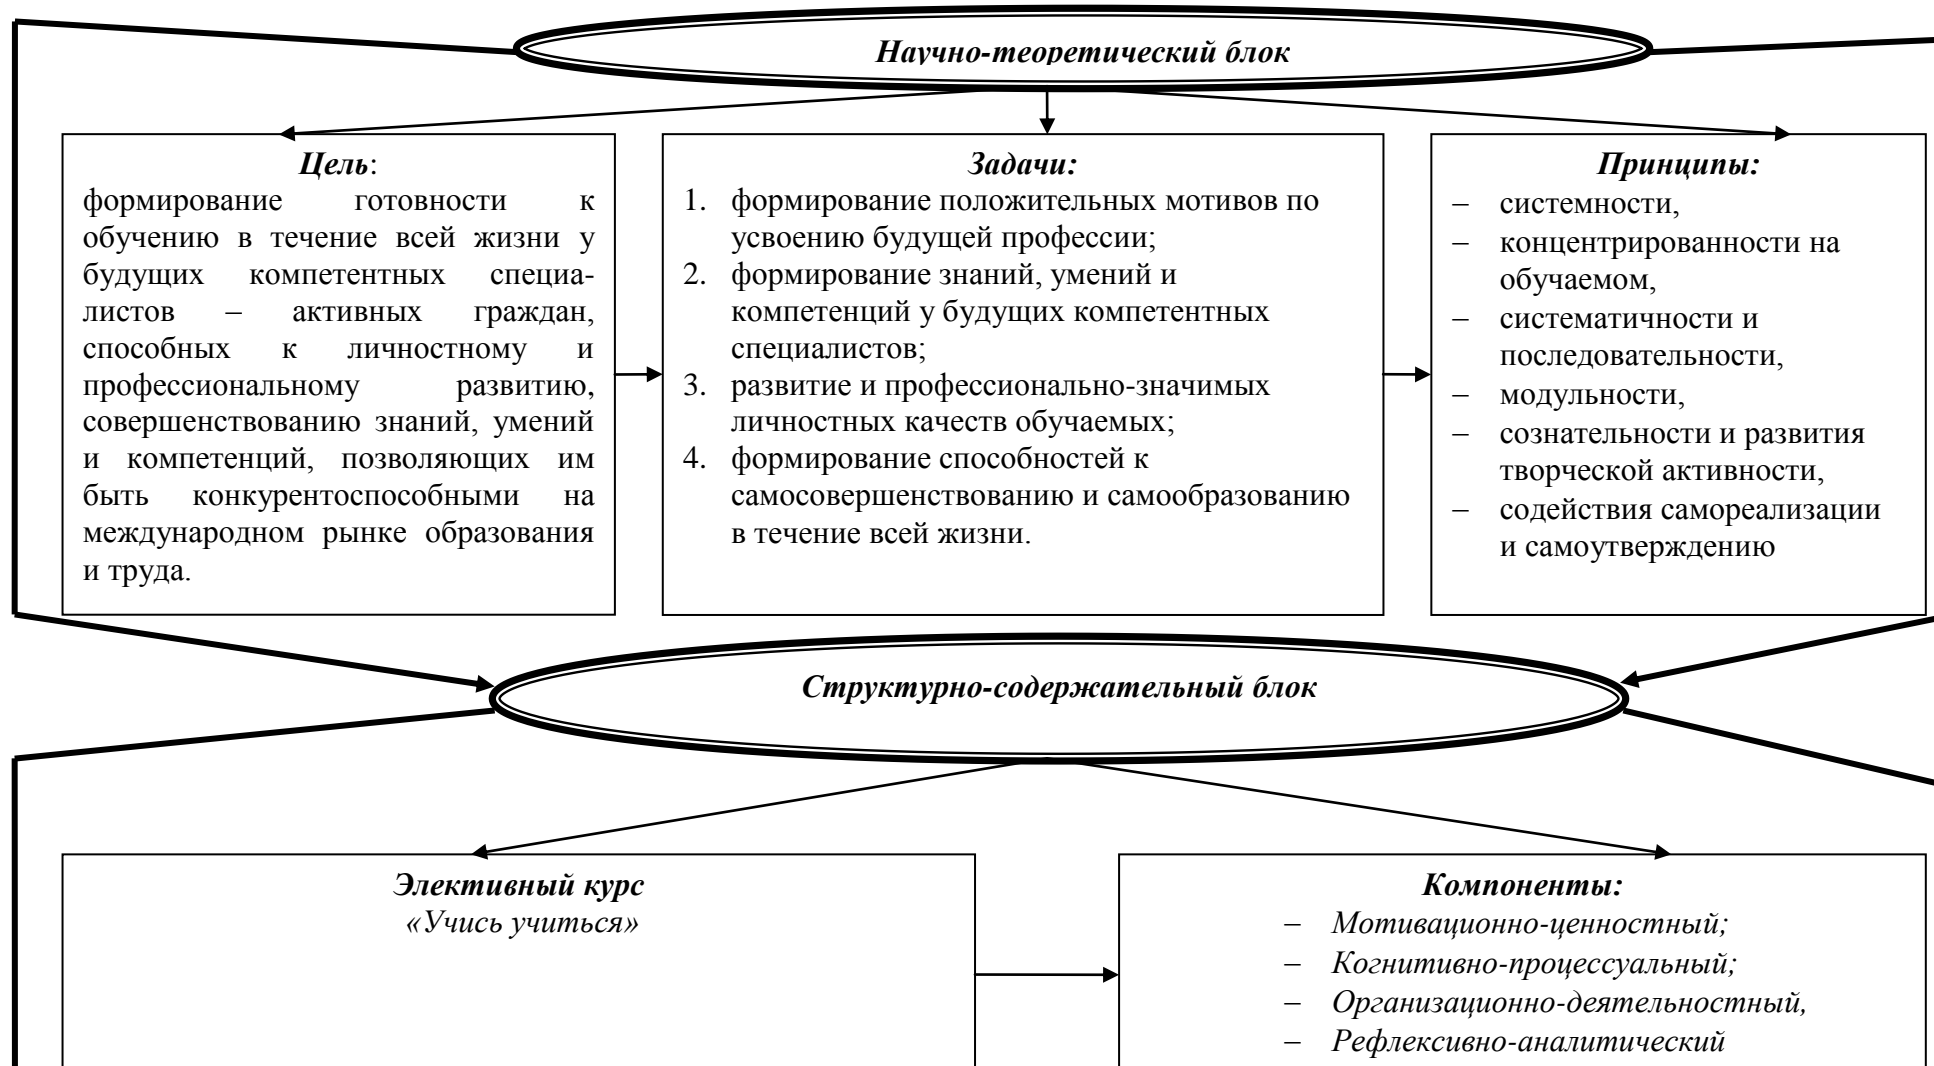 Научно-теоретический блок
Цель:
формирование готовности к
обучению в течение всей жизни у
будущих компетентных специа-
листов – активных граждан,
способных к личностному и
профессиональному развитию,
совершенствованию знаний, умений
и компетенций, позволяющих им
быть конкурентоспособными на
международном рынке образования
и труда.
Задачи:
1. формирование положительных мотивов по
усвоению будущей профессии;
2. формирование знаний, умений и
компетенций у будущих компетентных
специалистов;
3. развитие и профессионально-значимых
личностных качеств обучаемых;
4. формирование способностей к
самосовершенствованию и самообразованию
в течение всей жизни.
Принципы:
– системности,
– концентрированности на
обучаемом,
– систематичности и
последовательности,
– модульности,
– сознательности и развития
творческой активности,
– содействия самореализации
и самоутверждению
Структурно-содержательный блок
Элективный курс
«Учись учиться»
Компоненты:
– Мотивационно-ценностный;
– Когнитивно-процессуальный;
– Организационно-деятельностный,
– Рефлексивно-аналитический